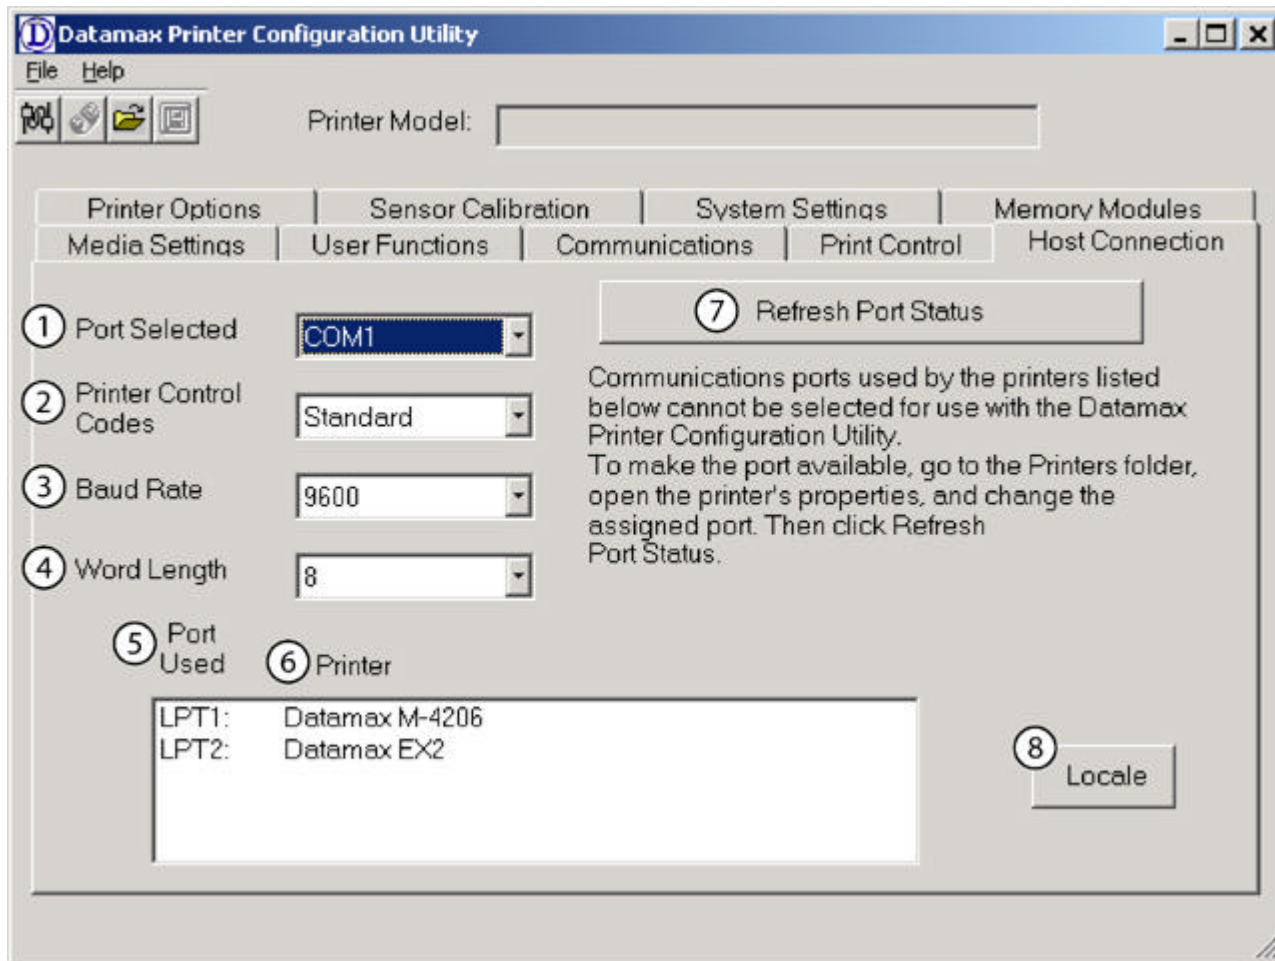 Datamax Printer Configuration Utility
File Help
Printer Model:
Printer Options Sensor Calibration System Settings Memory Modules
Media Settings User Functions Communications Print Control Host Connection
1 Port Selected COM1
7 Refresh Port Status
2 Printer Control
Codes
Standard
3 Baud Rate 9600
4 Word Length 8
Communications ports used by the printers listed
below cannot be selected for use with the Datamax
Printer Configuration Utility.
To make the port available, go to the Printers folder,
open the printer's properties, and change the
assigned port. Then click Refresh
Port Status.
5 Port
Used
6 Printer
LPT1: Datamax M-4206
LPT2: Datamax EX2
8 Locale